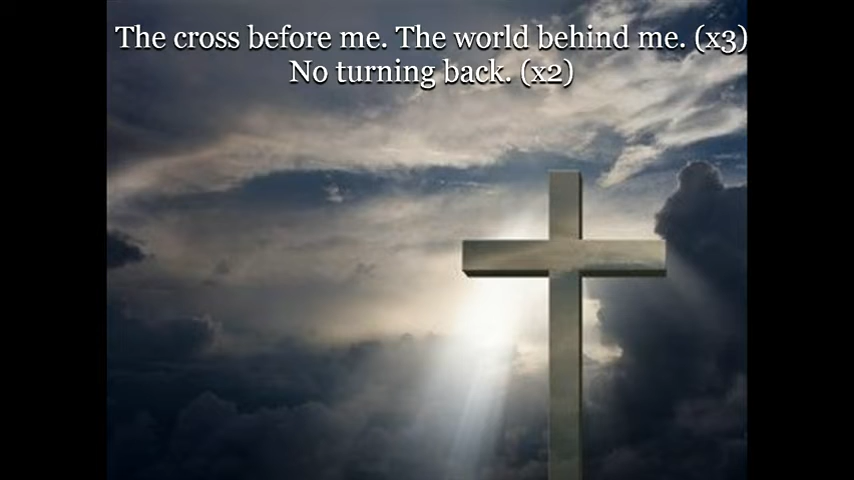 The cross before me. The world behind me. (x3)
No turning back. (x2)